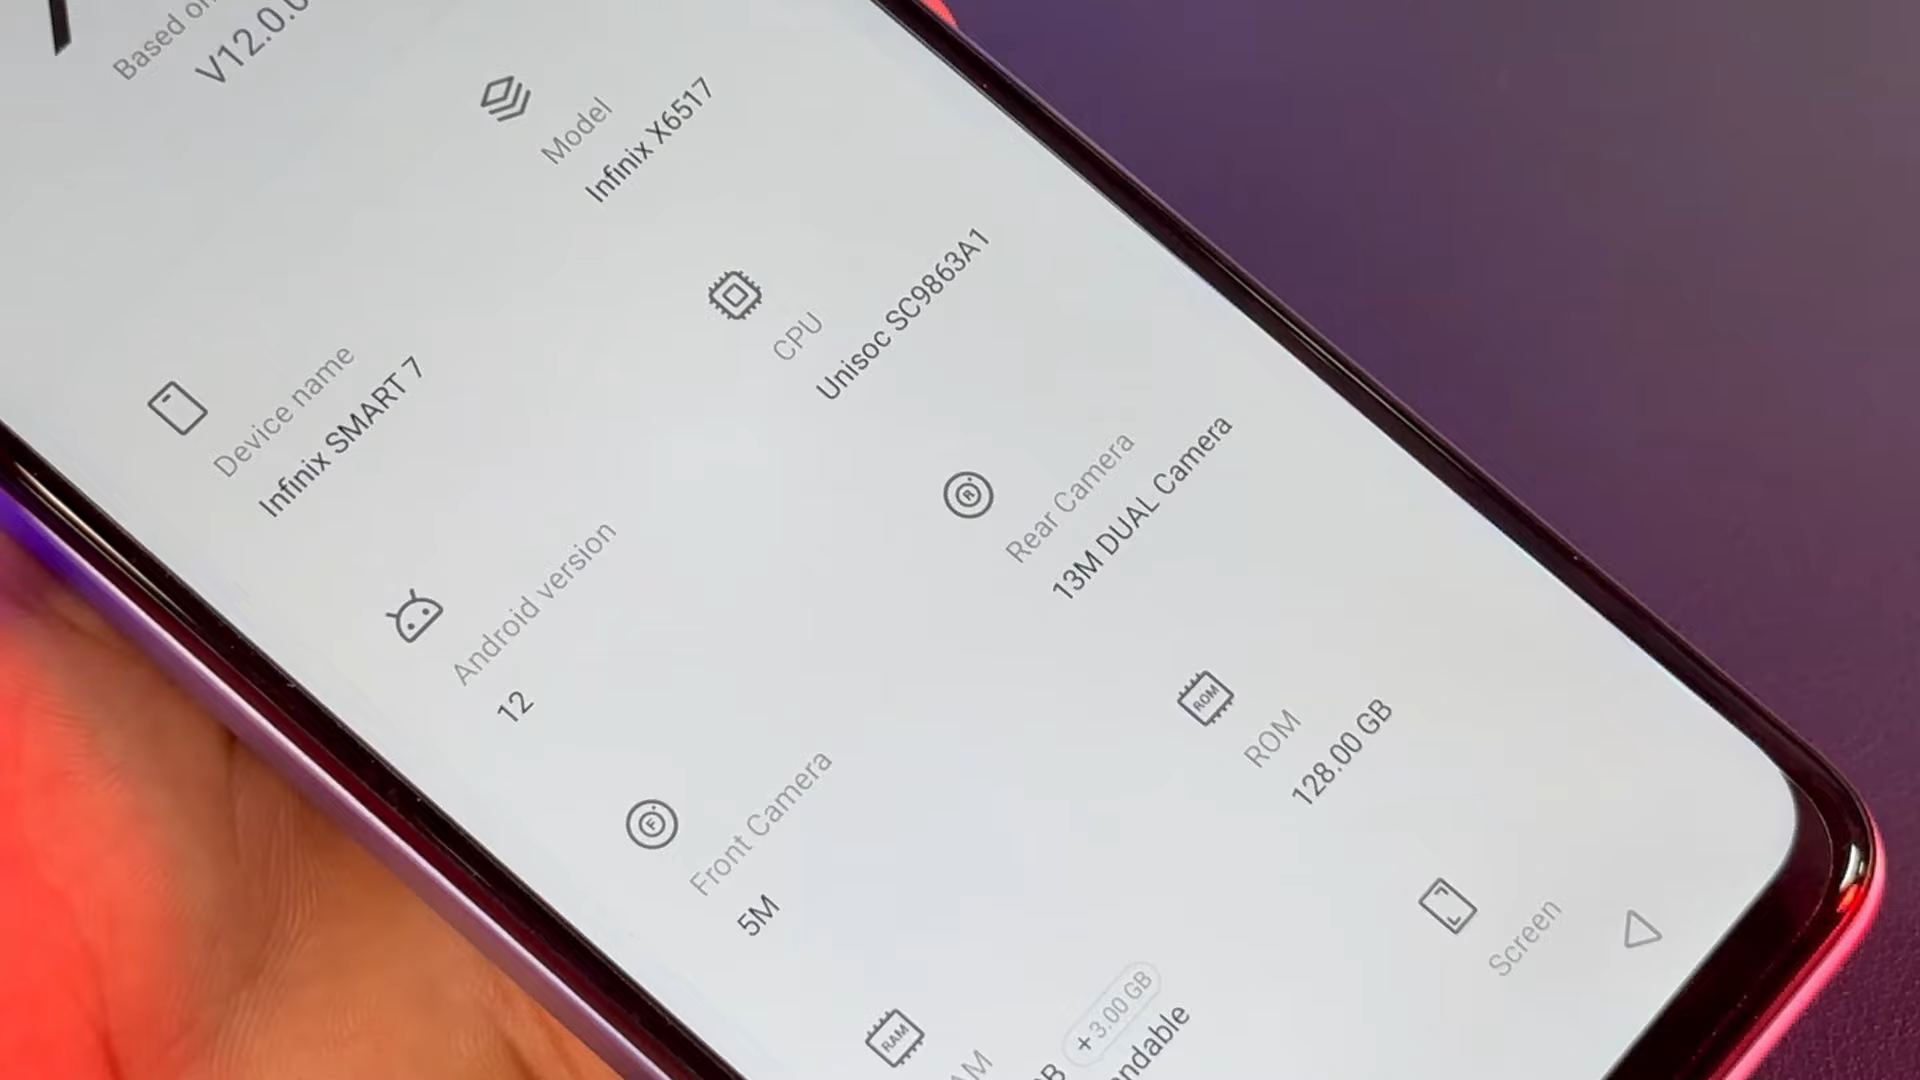 Based on
V12.0.0
Model
Infinix X6517
Device name
Infinix SMART 7
CPU
Unisoc SC9863A1
Android version
12
Rear Camera
13M DUAL Camera
Front Camera
5M
ROM
ROM
128.00 GB
RAM
+3.00 GB
Screen